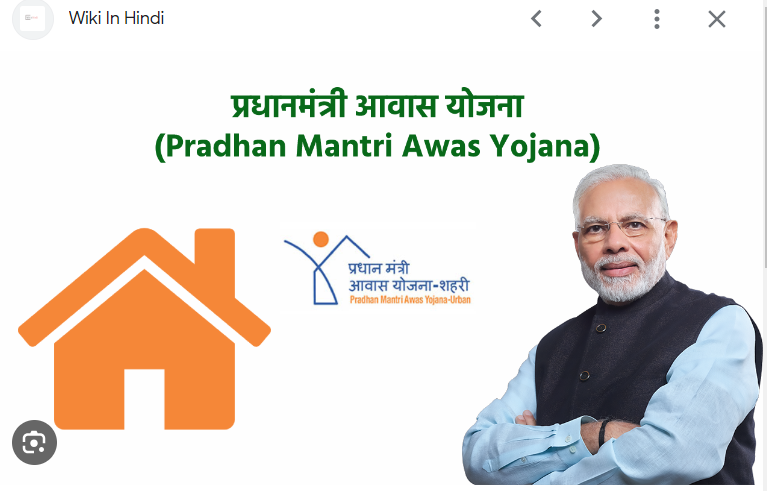 Wiki In Hindi
प्रधानमंत्री आवास योजना
(Pradhan Mantri Awas Yojana)
प्रधान मंत्री
आवास योजना-शहरी
Pradhan Mantri Awas Yojana-Urban